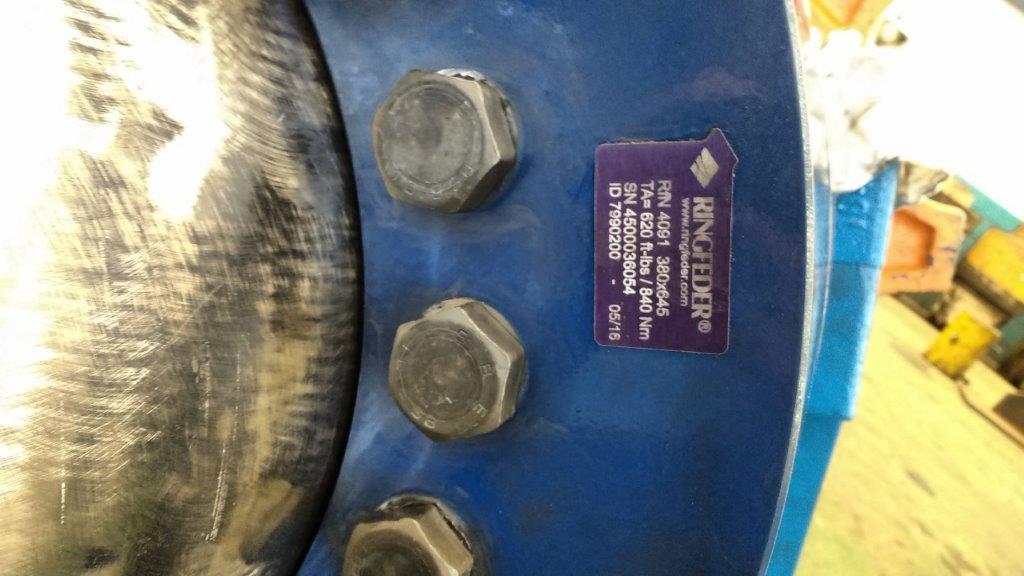 RINGFEDER®
www.ringfeder.com
RfN 4091 380x645
TA= 620 ft-lbs / 840 Nm
SN 4500036054
ID 7990200 - 05/16